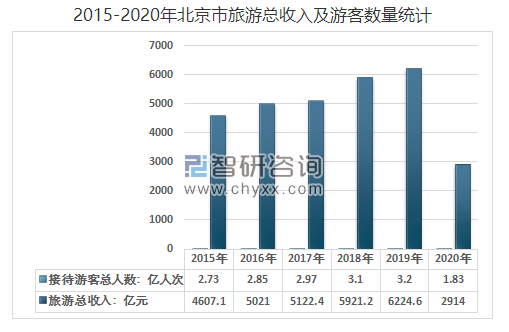 2015-2020年北京市旅游总收入及游客数量统计
7000
6000
5000
4000
3000
2000
1000
0
智研咨询
www.chyxx.com
2015年 2016年 2017年 2018年 2019年 2020年
接待游客总人数：亿人次 2.73 2.85 2.97 3.1 3.2 1.83
旅游总收入：亿元 4607.1 5021 5122.4 5921.2 6224.6 2914